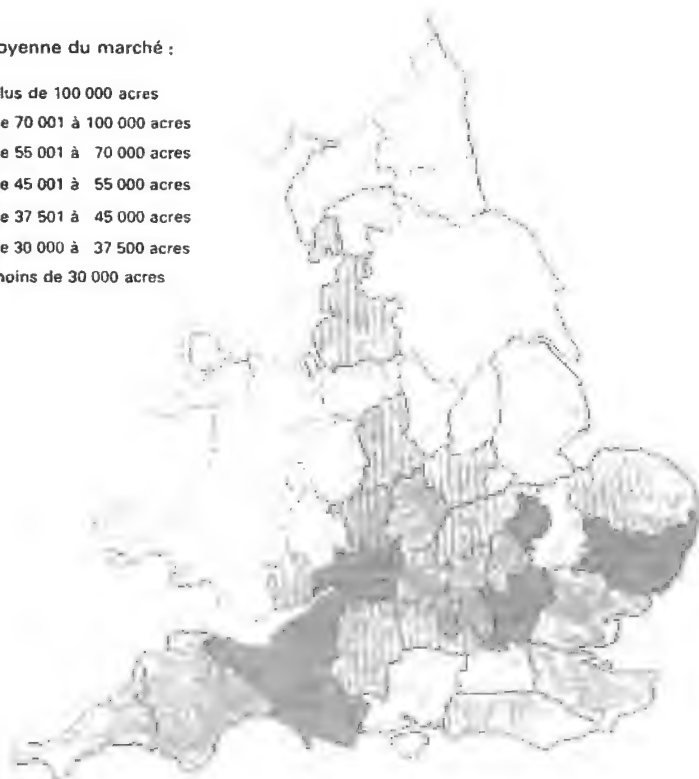 oyenne du marché :
lus de 100 000 acres
e 70 001 à 100 000 acres
e 55 001 à 70 000 acres
e 45 001 à 55 000 acres
e 37 501 à 45 000 acres
e 30 000 à 37 500 acres
moins de 30 000 acres